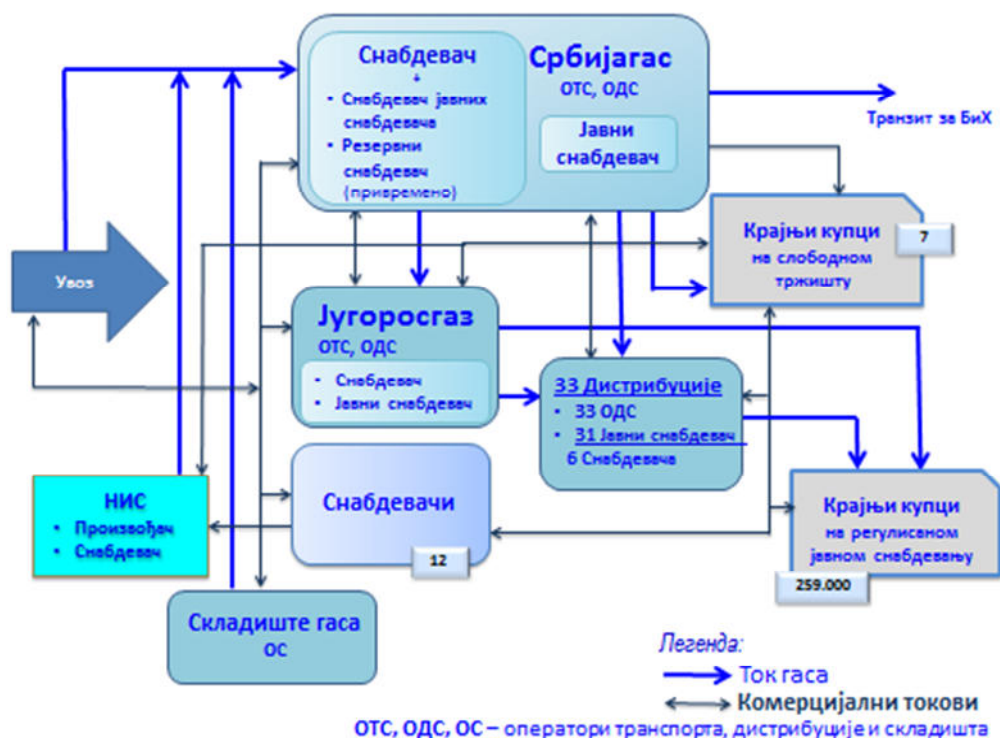 Снабдевач
+
• Снабдевач јавних
снабдевача
• Резервни
снабдевач
(привремено)
Србијагас
ОТС, ОДС
Јавни
снабдевач
Транзит за БиХ
Крајњи купци
на слободном
тржишту
7
Увоз
Југоросгаз
ОТС, ОДС
• Снабдевач
• Јавни снабдевач
33 Дистрибуције
• 33 ОДС
• 31 Јавни снабдевач
6 Снабдевача
НИС
• Произвођач
• Снабдевач
Снабдевачи
12
Крајњи купци
на регулисаном
јавном снабдевању
259.000
Складиште гаса
ОС
Легенда:
Ток гаса
Комерцијални токови
ОТС, ОДС, ОС – оператори транспорта, дистрибуције и складишта